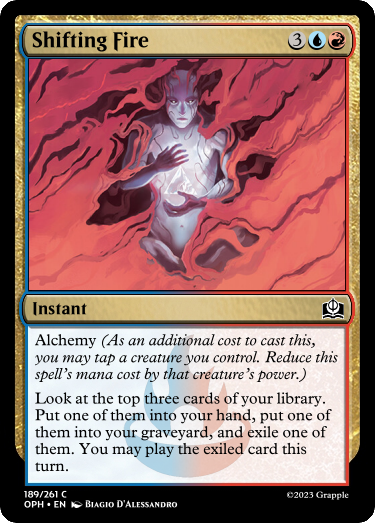 Shifting Fire 3
Instant
Alchemy (As an additional cost to cast this,
you may tap a creature you control. Reduce this
spell's mana cost by that creature's power.)
Look at the top three cards of your library.
Put one of them into your hand, put one of
them into your graveyard, and exile one of
them. You may play the exiled card this
turn.
189/261 C
OPH • EN Biagio D'Alessandro
©2023 Grapple